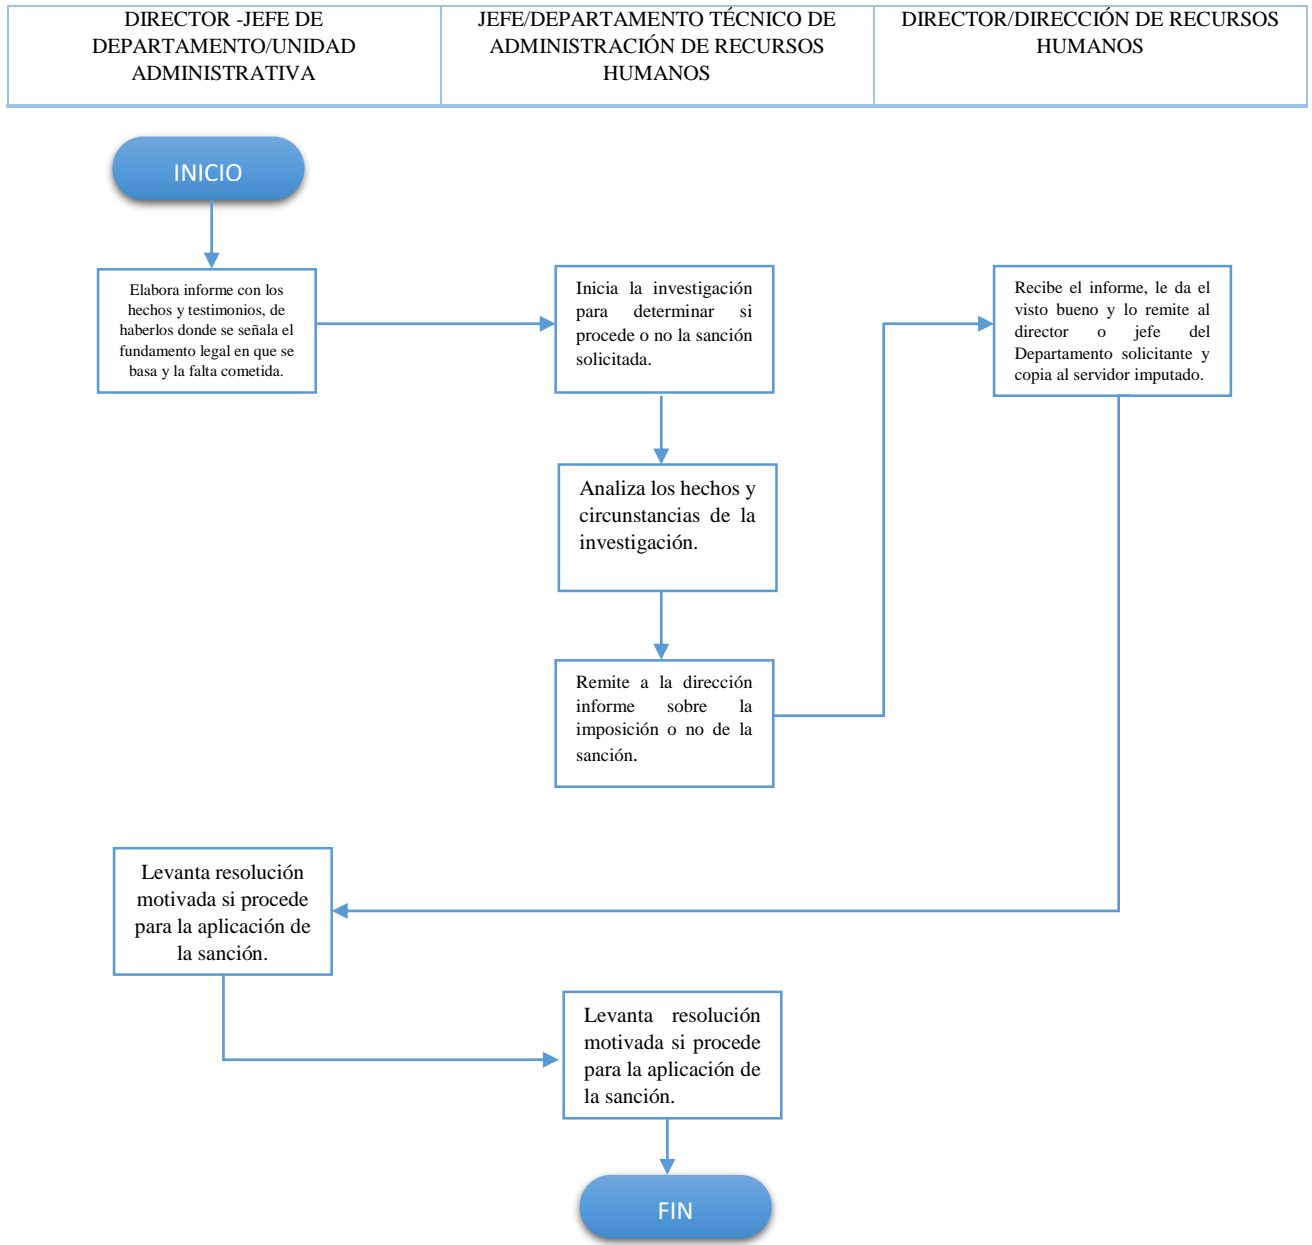 DIRECTOR -JEFE DE
DEPARTAMENTO/UNIDAD
ADMINISTRATIVA
JEFE/DEPARTAMENTO TÉCNICO DE
ADMINISTRACIÓN DE RECURSOS
HUMANOS
DIRECTOR/DIRECCIÓN DE RECURSOS
HUMANOS
INICIO
Elabora informe con los
hechos y testimonios, de
haberlos donde se señala el
fundamento legal en que se
basa y la falta cometida.
Inicia la investigación
para determinar si
procede o no la sanción
solicitada.
Recibe el informe, le da el
visto bueno y lo remite al
director o jefe del
Departamento solicitante y
copia al servidor imputado.
Analiza los hechos y
circunstancias de la
investigación.
Remite a la dirección
informe sobre la
imposición o no de la
sanción.
Levanta resolución
motivada si procede
para la aplicación de
la sanción.
Levanta resolución
motivada si procede
para la aplicación de
la sanción.
FIN